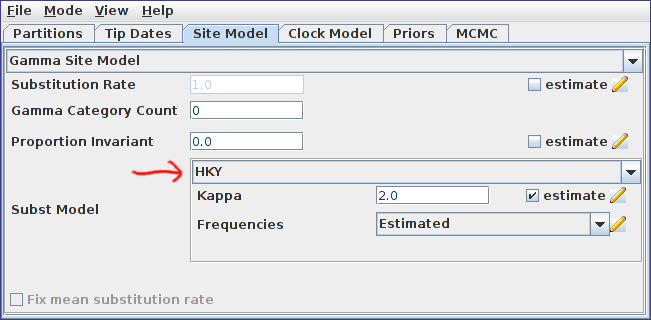 File Mode View Help
Partitions Tip Dates Site Model Clock Model Priors MCMC
Gamma Site Model
Substitution Rate 1.0 estimate
Gamma Category Count 0
Proportion Invariant 0.0 estimate
HKY
Kappa 2.0 estimate
Subst Model
Frequencies Estimated
Fix mean substitution rate